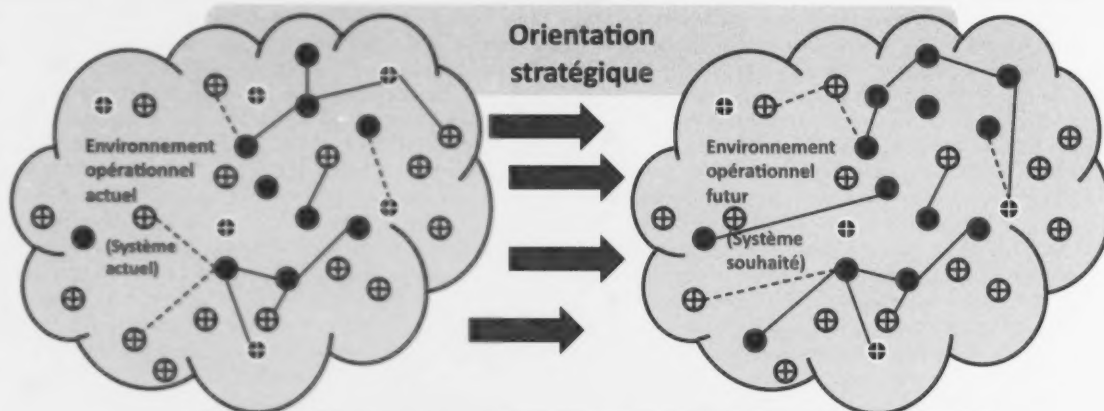 Orientation
stratégique
Environnement
opérationnel
actuel
(Système
actuel)
Environnement
opérationnel
futur
(Système
souhaité)